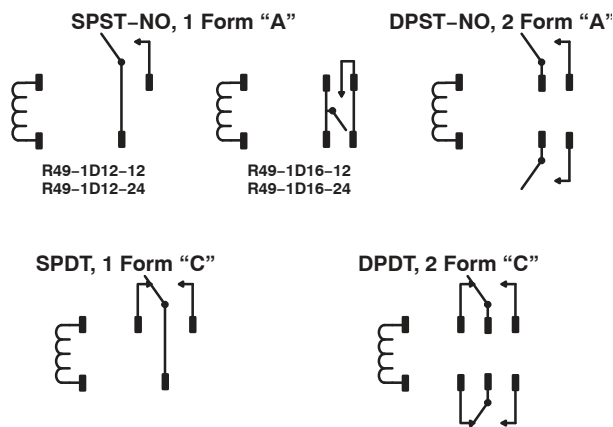 SPST–NO, 1 Form “A”
DPST–NO, 2 Form “A”
R49–1D12–12
R49–1D12–24
R49–1D16–12
R49–1D16–24
SPDT, 1 Form “C”
DPDT, 2 Form “C”